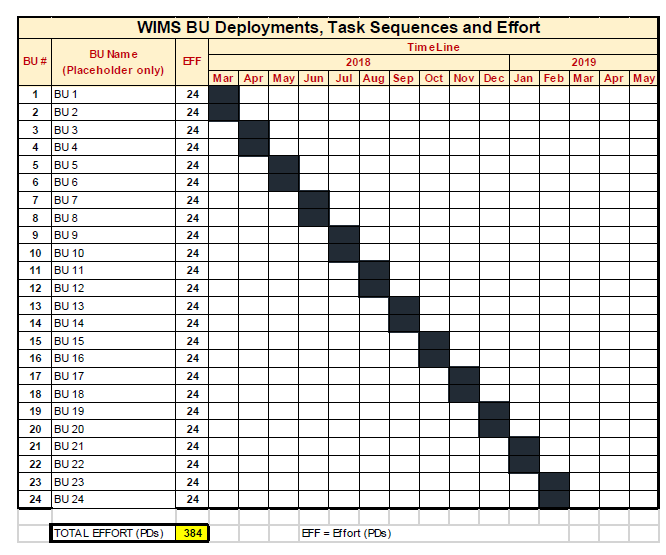 WIMS BU Deployments, Task Sequences and Effort
BU # BU Name (Placeholder only) EFF TimeLine
2018 2019
Mar Apr May Jun Jul Aug Sep Oct Nov Dec Jan Feb Mar Apr May
1 BU 1 24
2 BU 2 24
3 BU 3 24
4 BU 4 24
5 BU 5 24
6 BU 6 24
7 BU 7 24
8 BU 8 24
9 BU 9 24
10 BU 10 24
11 BU 11 24
12 BU 12 24
13 BU 13 24
14 BU 14 24
15 BU 15 24
16 BU 16 24
17 BU 17 24
18 BU 18 24
19 BU 19 24
20 BU 20 24
21 BU 21 24
22 BU 22 24
23 BU 23 24
24 BU 24 24
TOTAL EFFORT (PDs) 384 EFF = Effort (PDs)